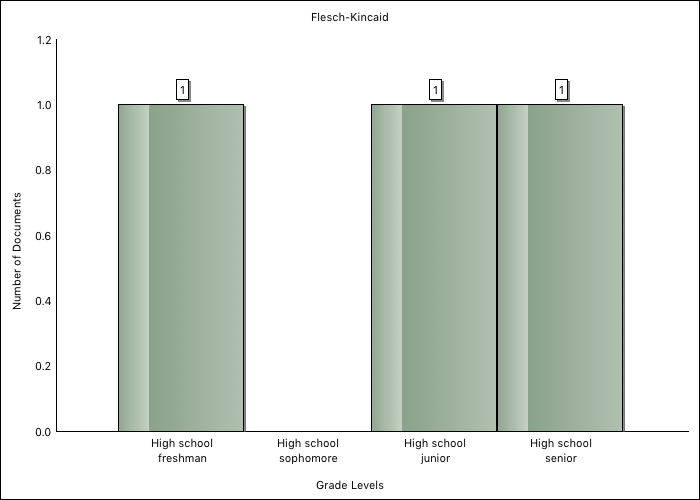 Flesch-Kincaid
1.2
1.0
0.8
0.6
0.4
0.2
0.0
Number of Documents
1
1
1
High school
freshman
High school
sophomore
High school
junior
High school
senior
Grade Levels